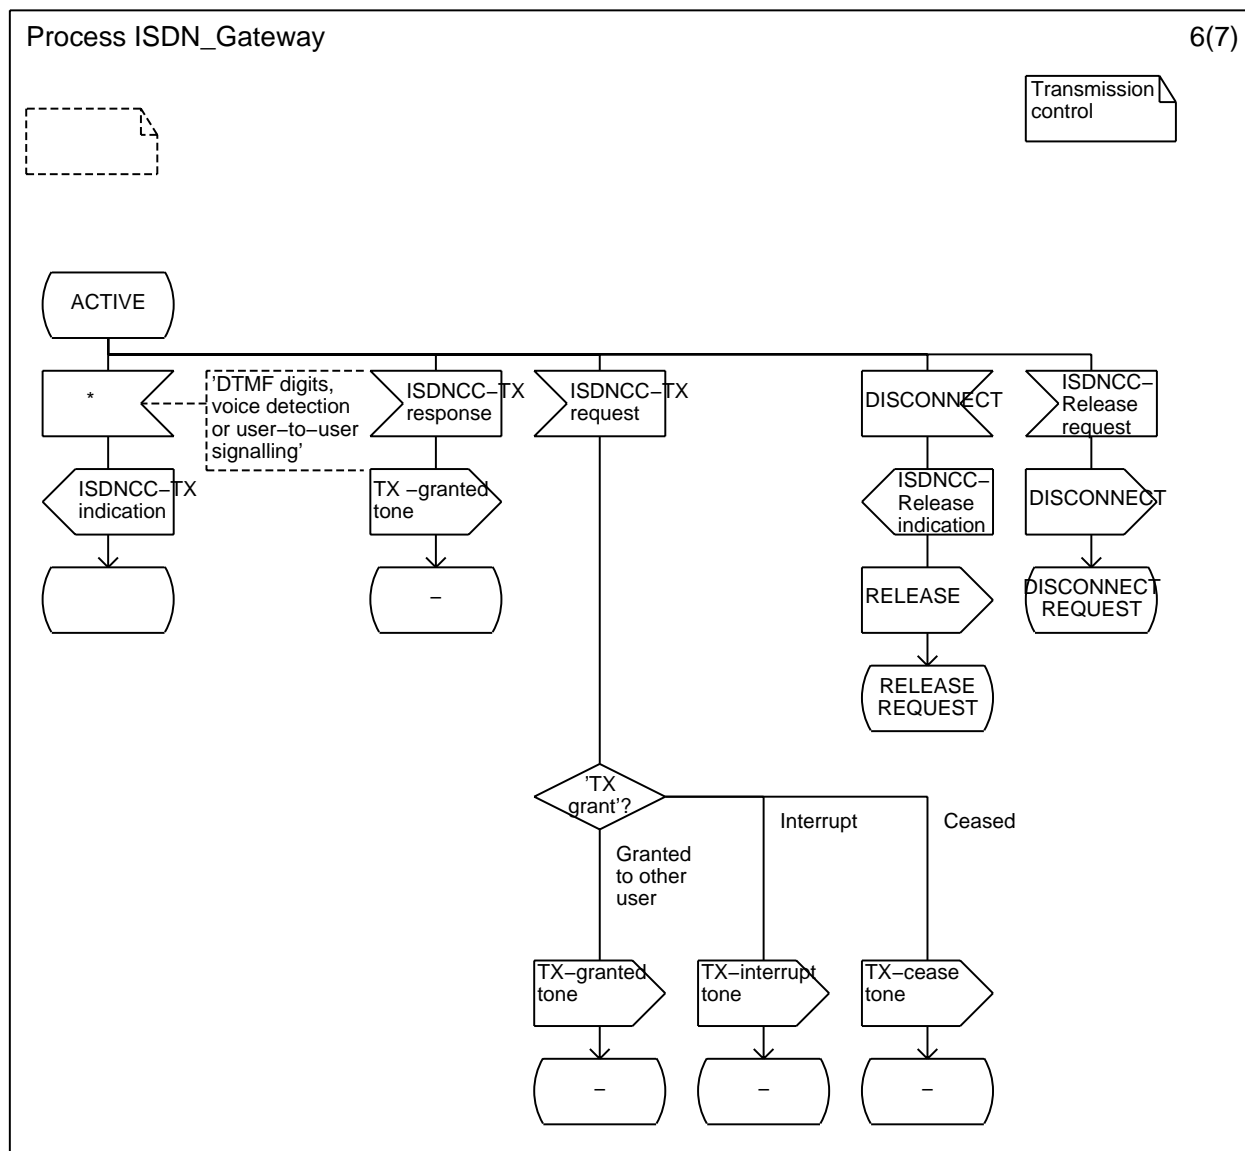 Process ISDN_Gateway
6(7)
Transmission
control
ACTIVE
*
'DTMF digits,
voice detection
or user–to–user
signalling'
ISDNCC–TX
response
ISDNCC–TX
request
DISCONNECT
ISDNCC–
Release
request
ISDNCC–TX
indication
TX –granted
tone
ISDNCC–
Release
indication
DISCONNECT
–
RELEASE
DISCONNECT
REQUEST
RELEASE
REQUEST
'TX
grant'?
Interrupt
Ceased
Granted
to other
user
TX–granted
tone
TX–interrupt
tone
TX–cease
tone
–
–
–